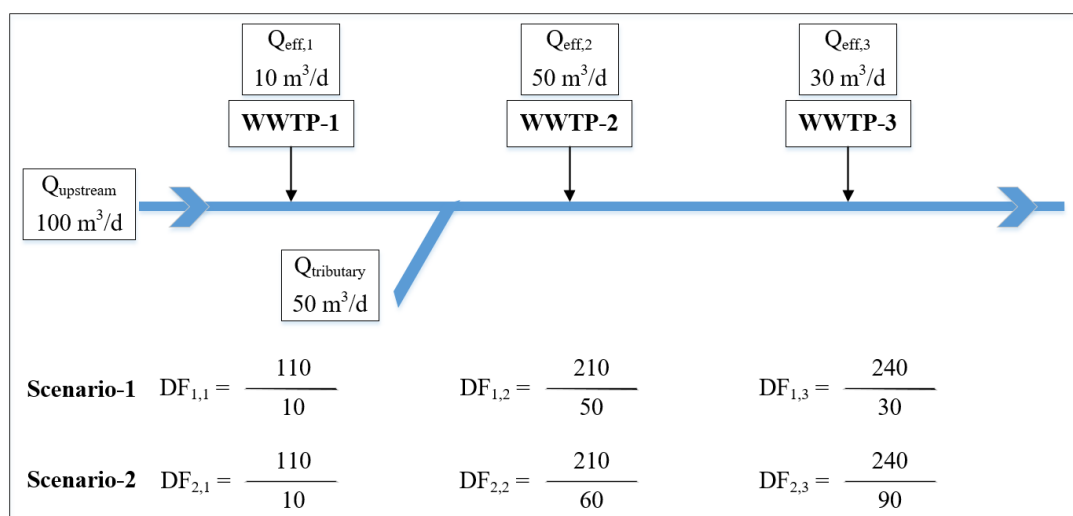 Qeff,1
10 m³/d
WWTP-1
Qeff,2
50 m³/d
WWTP-2
Qeff,3
30 m³/d
WWTP-3
Qupstream
100 m³/d
Qtributary
50 m³/d
Scenario-1 DF1,1 = 110 / 10 DF1,2 = 210 / 50 DF1,3 = 240 / 30
Scenario-2 DF2,1 = 110 / 10 DF2,2 = 210 / 60 DF2,3 = 240 / 90